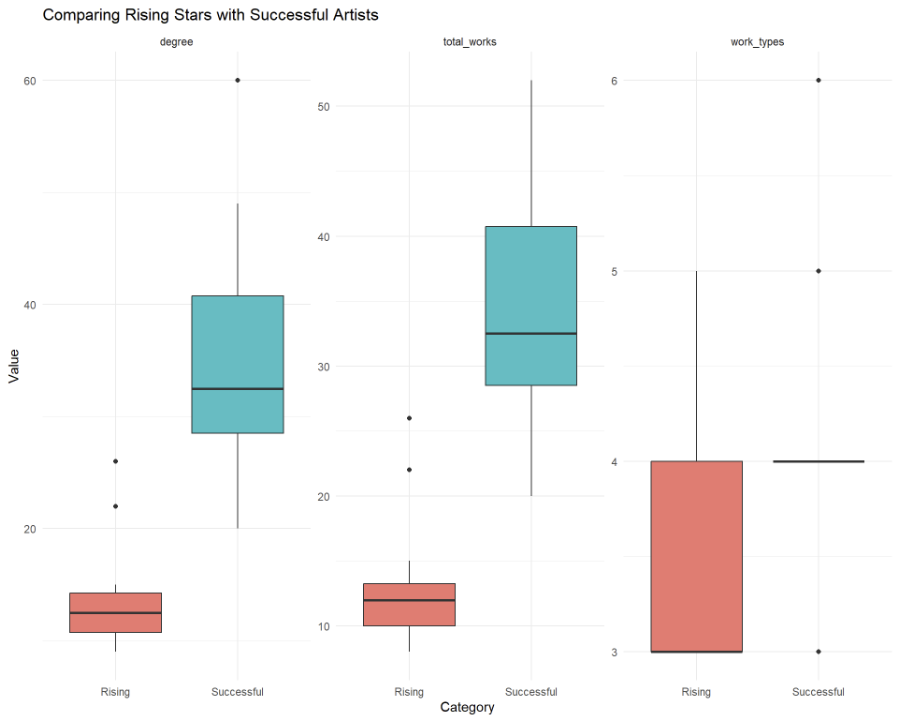 Comparing Rising Stars with Successful Artists
degree
total_works
work_types
Value
60
40
20
50
40
30
20
10
6
5
4
3
Rising
Successful
Rising
Successful
Rising
Successful
Category